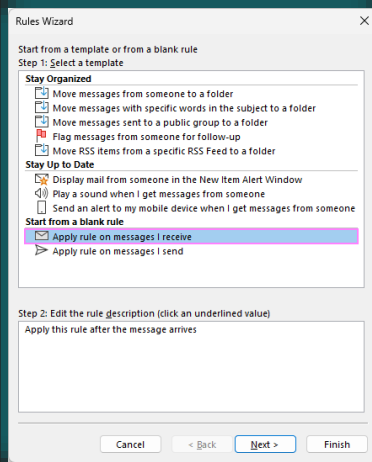 Rules Wizard
Start from a template or from a blank rule
Step 1: Select a template
Stay Organized
Move messages from someone to a folder
Move messages with specific words in the subject to a folder
Move messages sent to a public group to a folder
Flag messages from someone for follow-up
Move RSS items from a specific RSS Feed to a folder
Stay Up to Date
Display mail from someone in the New Item Alert Window
Play a sound when I get messages from someone
Send an alert to my mobile device when I get messages from someone
Start from a blank rule
Apply rule on messages I receive
Apply rule on messages I send
Step 2: Edit the rule description (click an underlined value)
Apply this rule after the message arrives
Cancel < Back Next > Finish